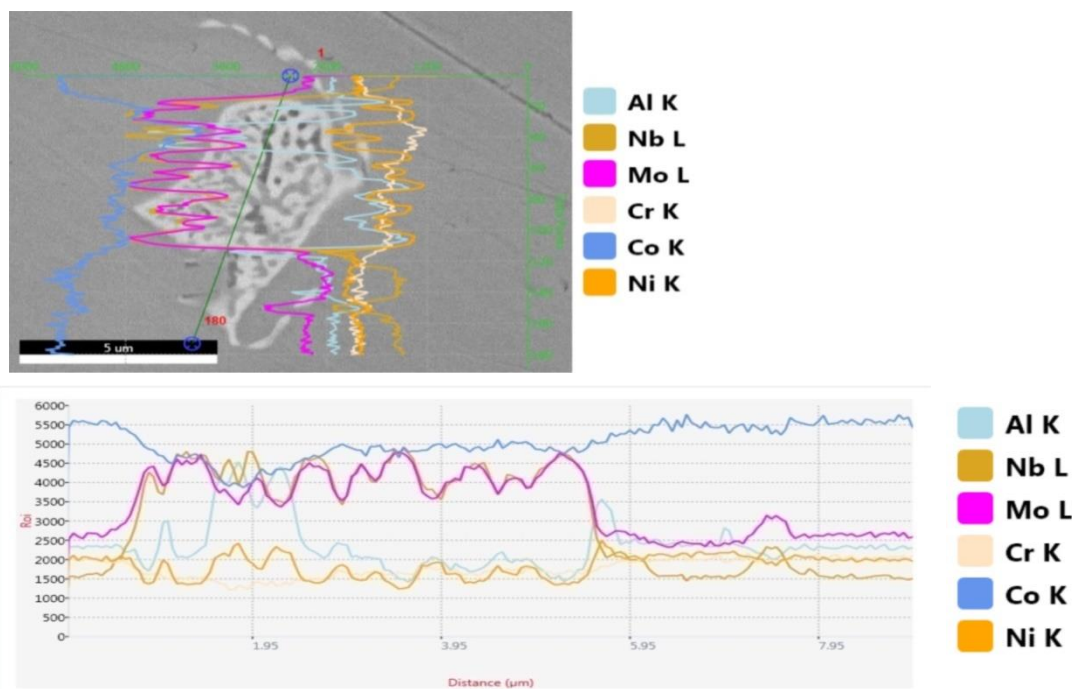 1
Al K
Nb L
Mo L
Cr K
Co K
Ni K
180
5 um
6000
5500
5000
4500
4000
3500
3000
2500
2000
1500
1000
500
0
Roi
1.95 3.95 5.95 7.95
Distance (μm)
Al K
Nb L
Mo L
Cr K
Co K
Ni K